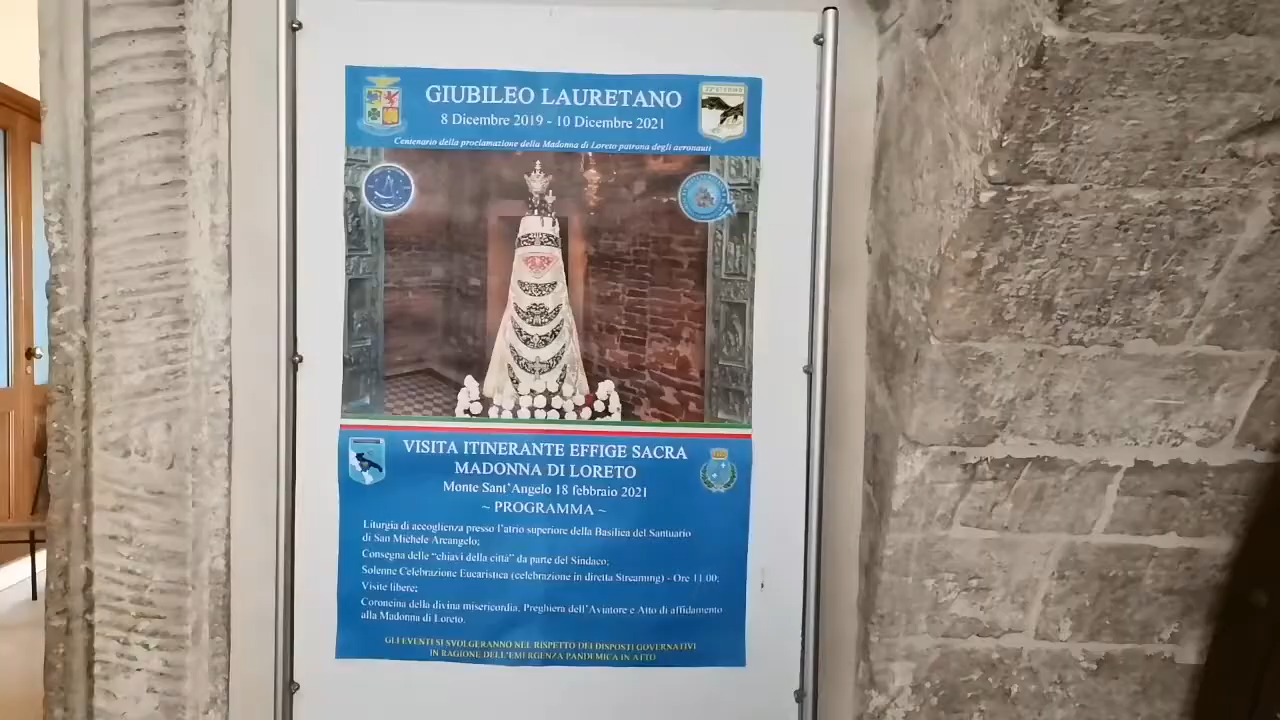 GIUBILEO LAURETANO
8 Dicembre 2019 - 10 Dicembre 2021
Centenario della proclamazione della Madonna di Loreto patrona degli aeronauti
VISITA ITINERANTE EFFIGE SACRA
MADONNA DI LORETO
Monte Sant'Angelo 18 febbraio 2021
~ PROGRAMMA ~
Liturgia di accoglienza presso l'atrio superiore della Basilica del Santuario
di San Michele Arcangelo;
Consegna delle "chiavi della città" da parte del Sindaco;
Solenne Celebrazione Eucaristica (celebrazione in diretta Streaming) - Ore 11.00;
Visite libere;
Coroncina della divina misericordia, Preghiera dell'Aviatore e Atto di affidamento
alla Madonna di Loreto.
GLI EVENTI SI SVOLGERANNO NEL RISPETTO DEI DISPOSTI GOVERNATIVI
IN RAGIONE DELL'EMERGENZA PANDEMICA IN ATTO